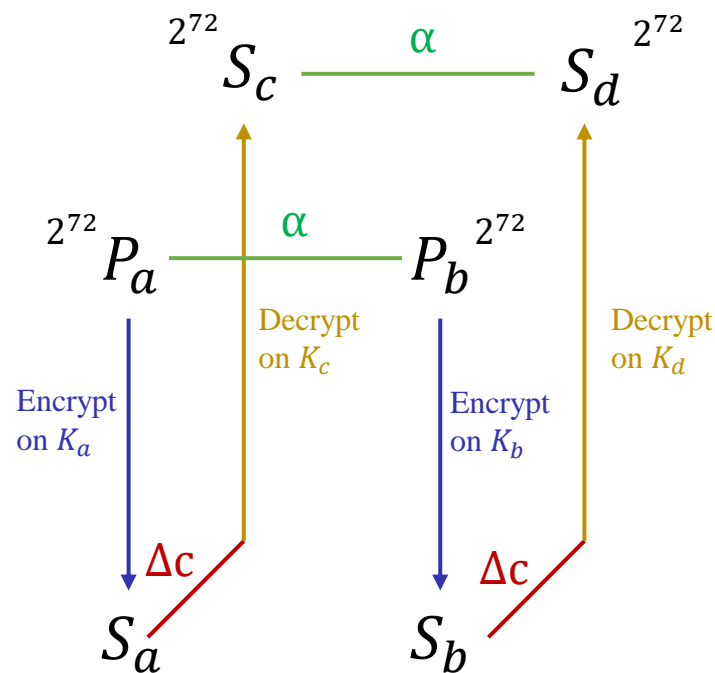 2^72 S_c α S_d 2^72
2^72 P_a α P_b 2^72
Decrypt
on K_c
Decrypt
on K_d
Encrypt
on K_a
Encrypt
on K_b
Δc
Δc
S_a S_b